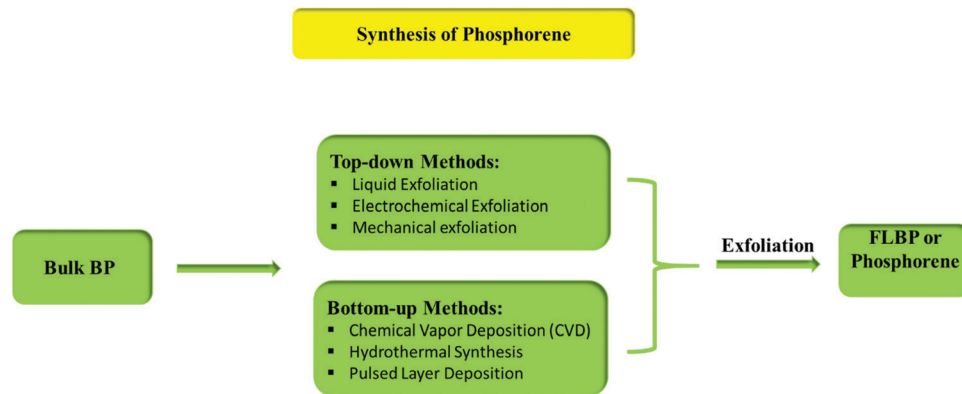 Synthesis of Phosphorene
Top-down Methods:
▪ Liquid Exfoliation
▪ Electrochemical Exfoliation
▪ Mechanical exfoliation
Bulk BP
Exfoliation
FLBP or
Phosphorene
Bottom-up Methods:
▪ Chemical Vapor Deposition (CVD)
▪ Hydrothermal Synthesis
▪ Pulsed Layer Deposition